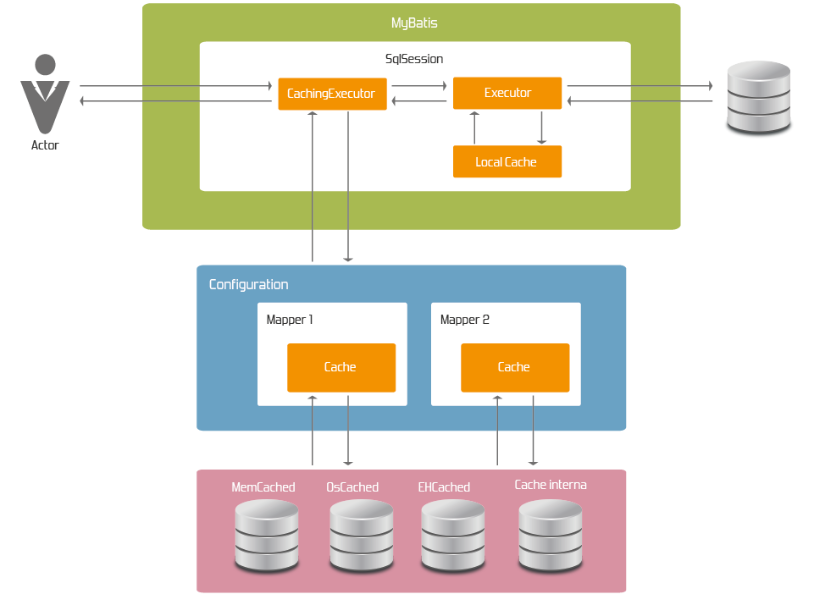 MyBatis
SqlSession
CachingExecutor
Executor
Actor
Local Cache
Configuration
Mapper 1
Mapper 2
Cache
Cache
MemCached
OsCached
EHCached
Cache interna